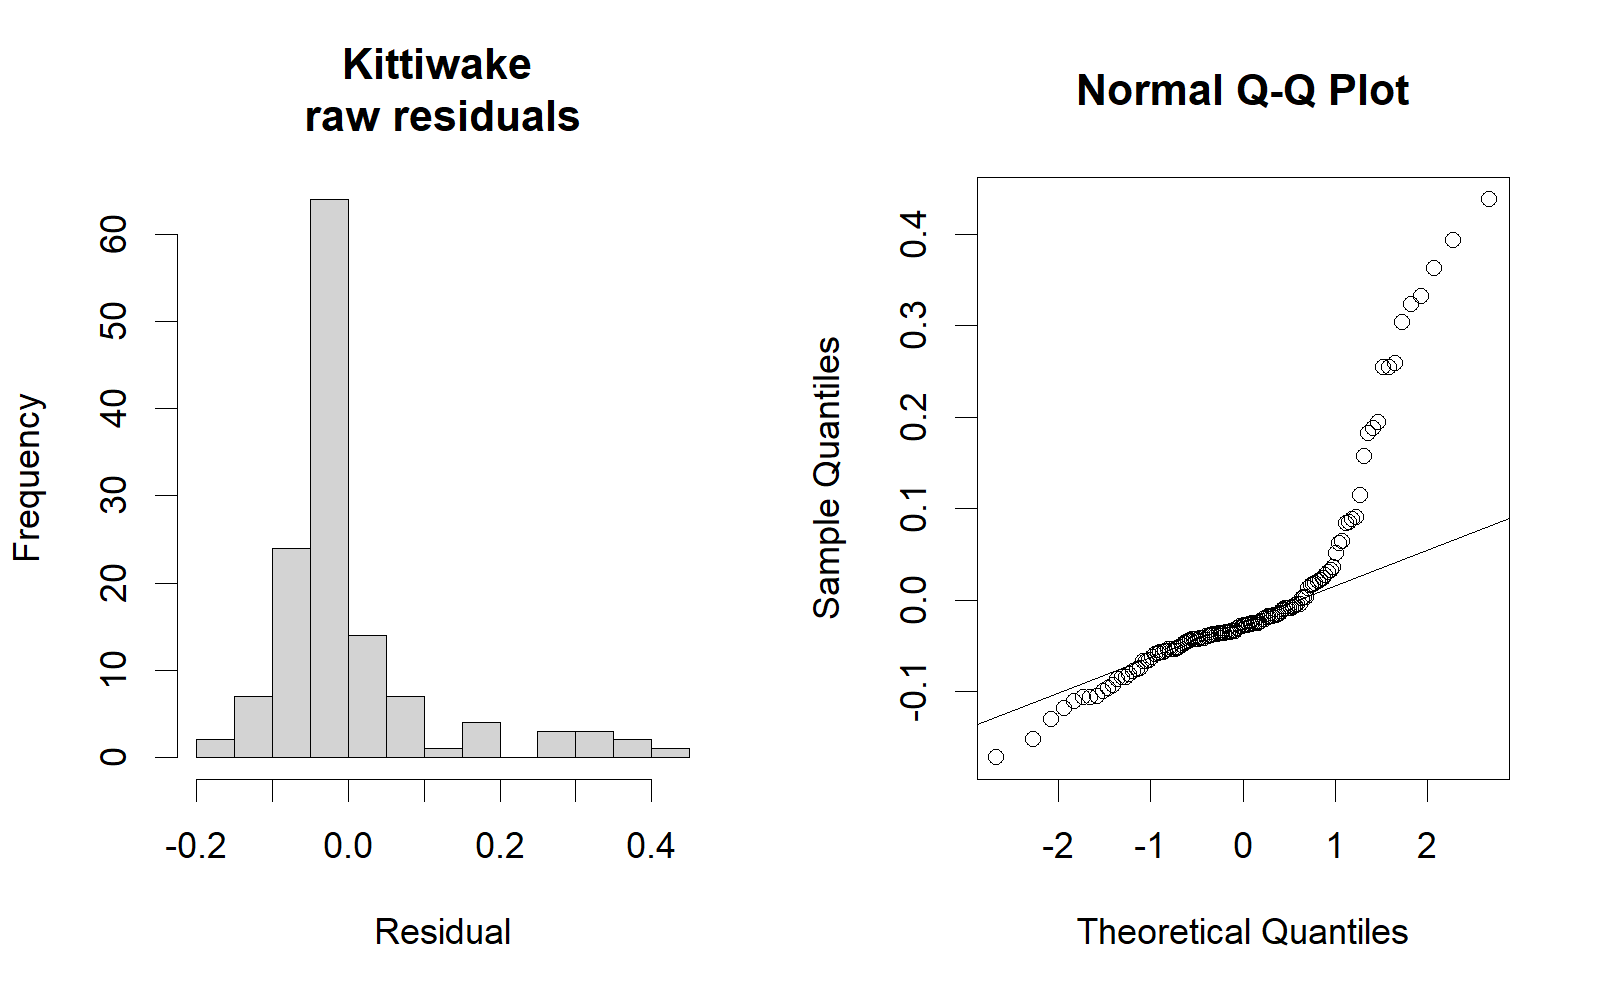 Kittiwake
raw residuals
Frequency
60
50
40
30
20
10
0
-0.2 0.0 0.2 0.4
Residual
Normal Q-Q Plot
Sample Quantiles
0.4
0.3
0.2
0.1
0.0
-0.1
-2 -1 0 1 2
Theoretical Quantiles